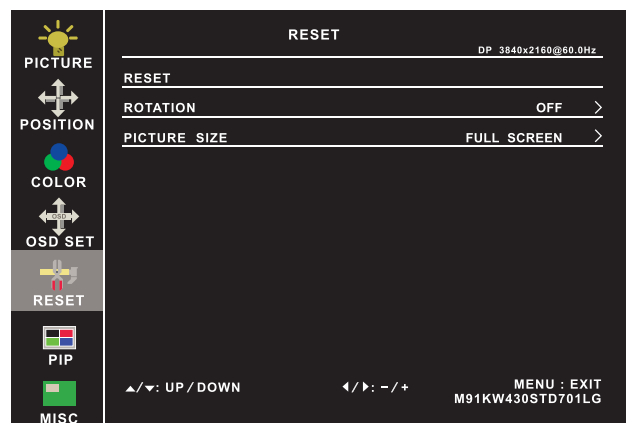 RESET
DP 3840x2160@60.0Hz
PICTURE
POSITION
COLOR
OSD
OSD SET
RESET
PIP
MISC
RESET
ROTATION OFF >
PICTURE SIZE FULL SCREEN >
▲/▼: UP / DOWN ◀/▶: − / + MENU : EXIT
M91KW430STD701LG